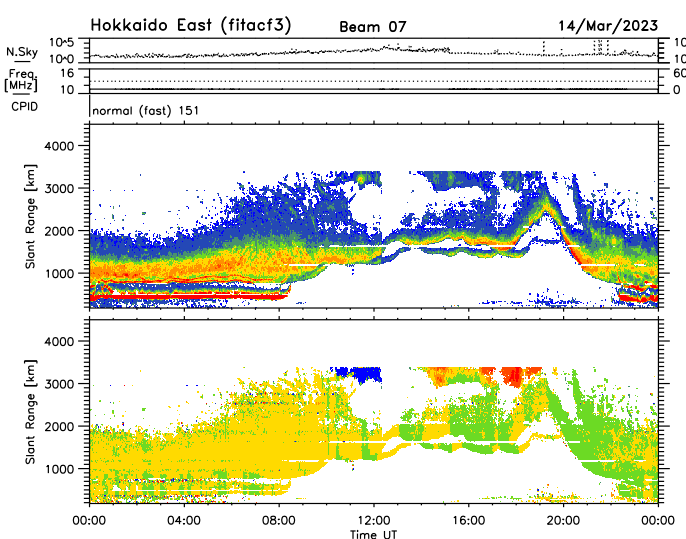 Hokkaido East (fitacf3) Beam 07 14/Mar/2023
N.Sky 10^5 10^0 10 10
Freq. [MHz] 16 10 60 0
CPID normal (fast) 151
Slant Range [km] 4000 3000 2000 1000
Slant Range [km] 4000 3000 2000 1000
00:00 04:00 08:00 12:00 16:00 20:00 00:00
Time UT